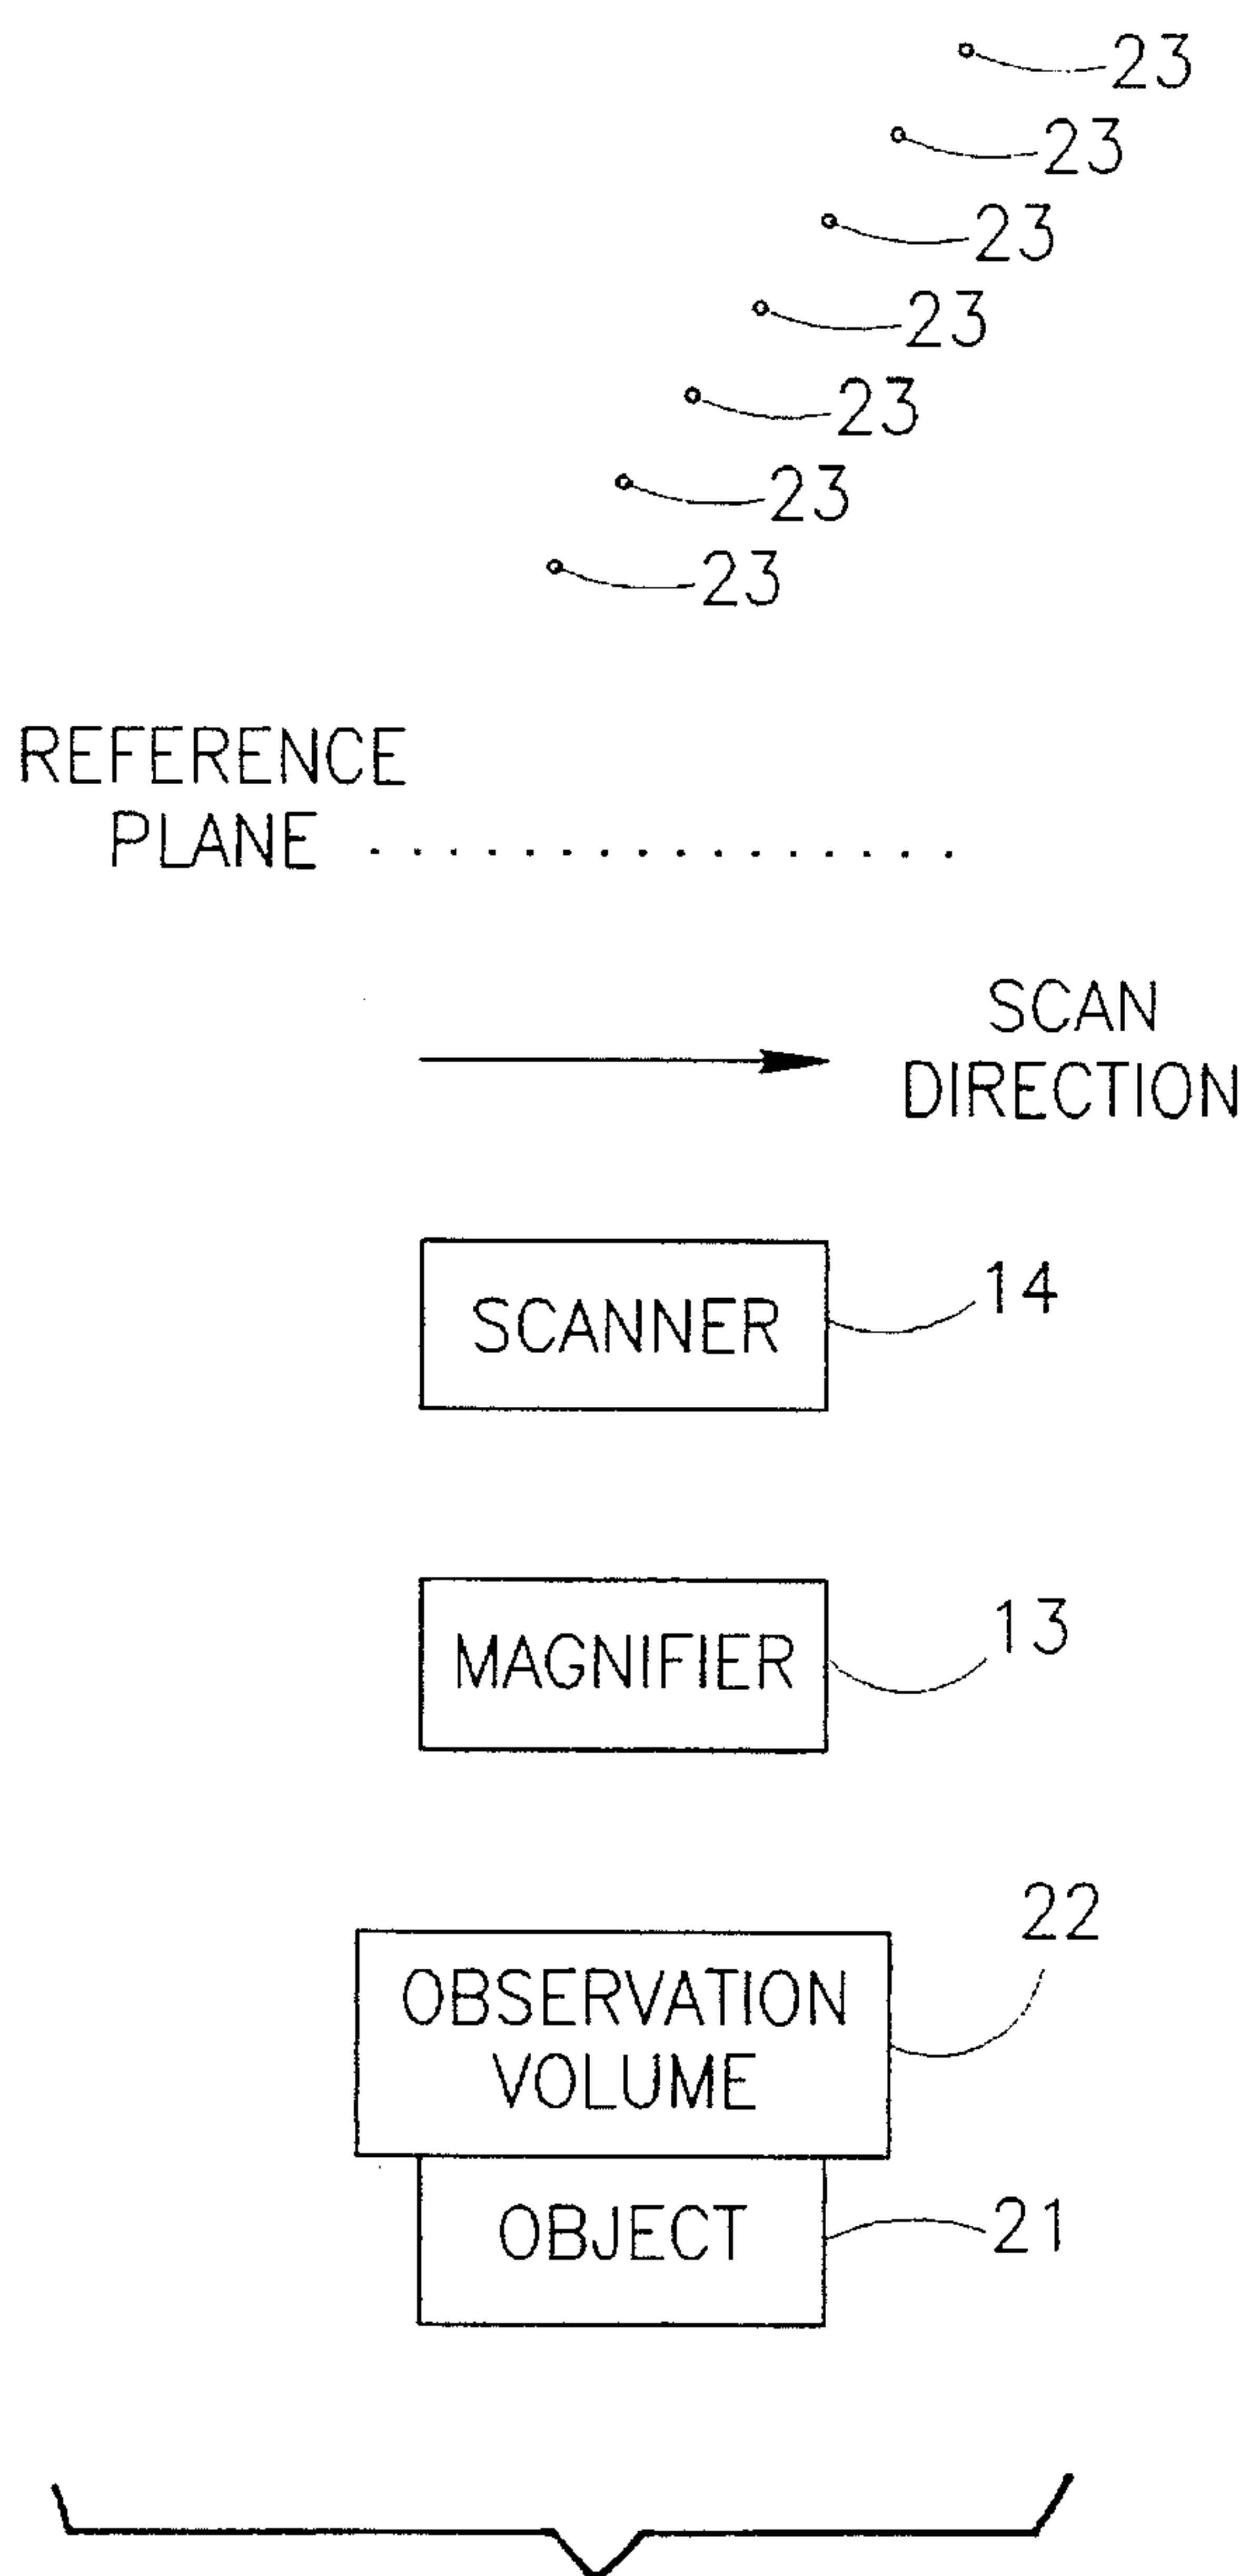 23
23
23
23
23
23
23
REFERENCE
PLANE
SCAN
DIRECTION
SCANNER
14
MAGNIFIER
13
22
OBSERVATION
VOLUME
OBJECT
21